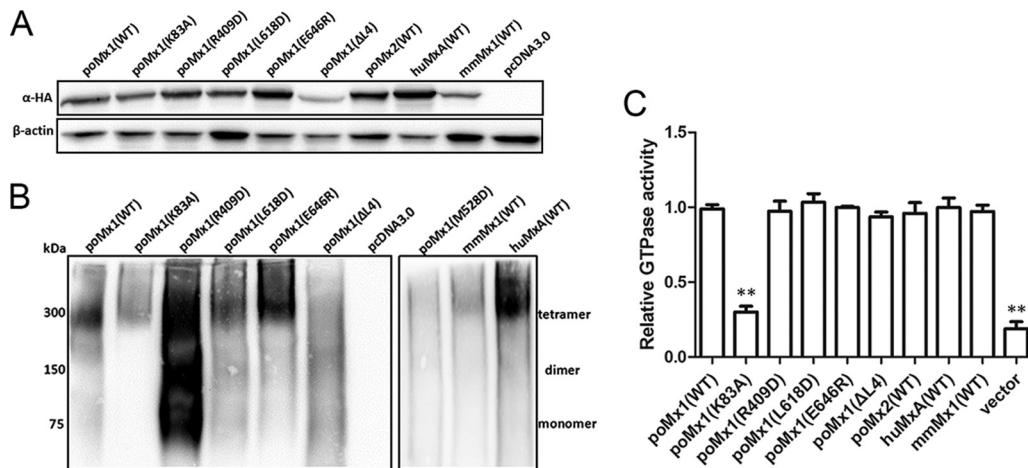 A
poMx1(WT) poMx1(K83A) poMx1(R409D) poMx1(L618D) poMx1(E646R) poMx1(ΔL4) poMx2(WT) huMxA(WT) mmMx1(WT) pcDNA3.0
α-HA
β-actin
B
poMx1(WT) poMx1(K83A) poMx1(R409D) poMx1(L618D) poMx1(E646R) poMx1(ΔL4) pcDNA3.0 poMx1(M528D) mmMx1(WT) huMxA(WT)
kDa
300 tetramer
150 dimer
75 monomer
C
Relative GTPase activity
1.5
1.0
0.5
0.0
** **
poMx1(WT) poMx1(K83A) poMx1(R409D) poMx1(L618D) poMx1(E646R) poMx1(ΔL4) poMx2(WT) huMxA(WT) mmMx1(WT) vector